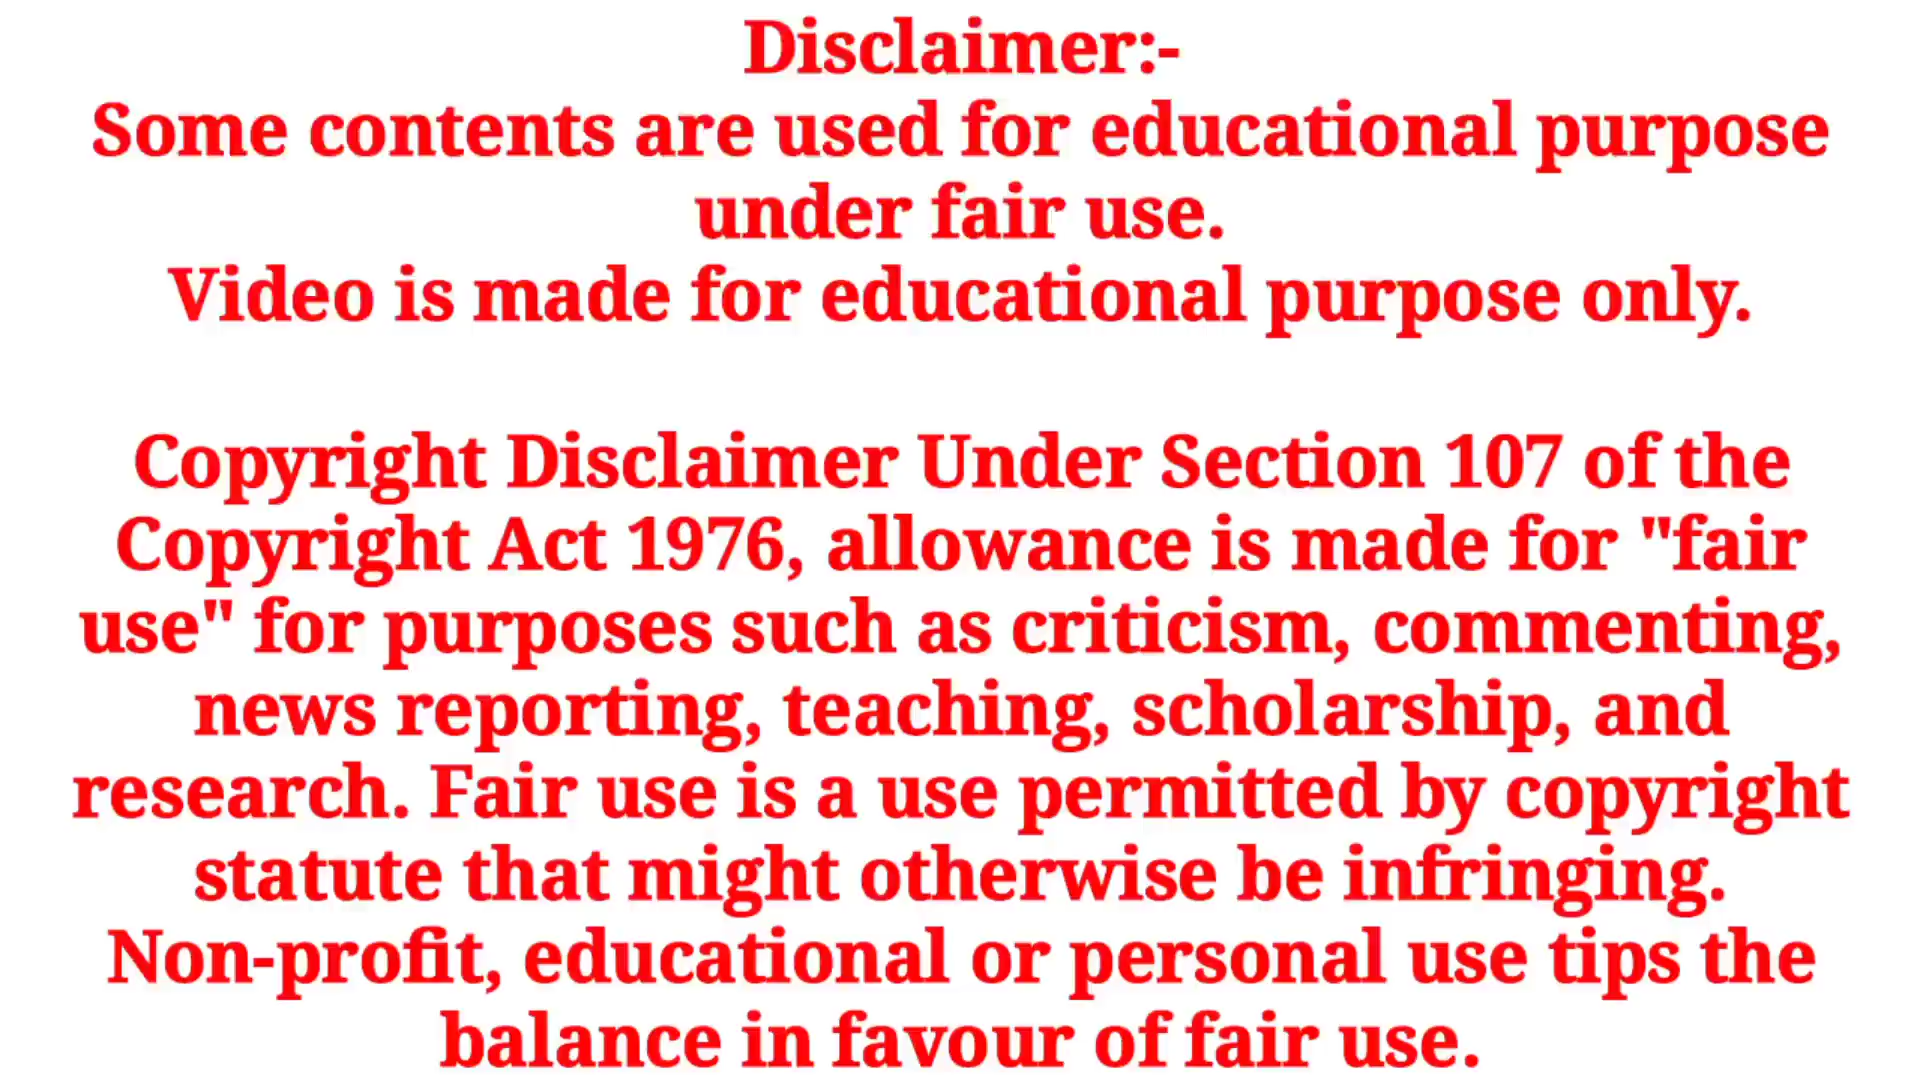 Disclaimer:-
Some contents are used for educational purpose
under fair use.
Video is made for educational purpose only.
Copyright Disclaimer Under Section 107 of the
Copyright Act 1976, allowance is made for "fair
use" for purposes such as criticism, commenting,
news reporting, teaching, scholarship, and
research. Fair use is a use permitted by copyright
statute that might otherwise be infringing.
Non-profit, educational or personal use tips the
balance in favour of fair use.